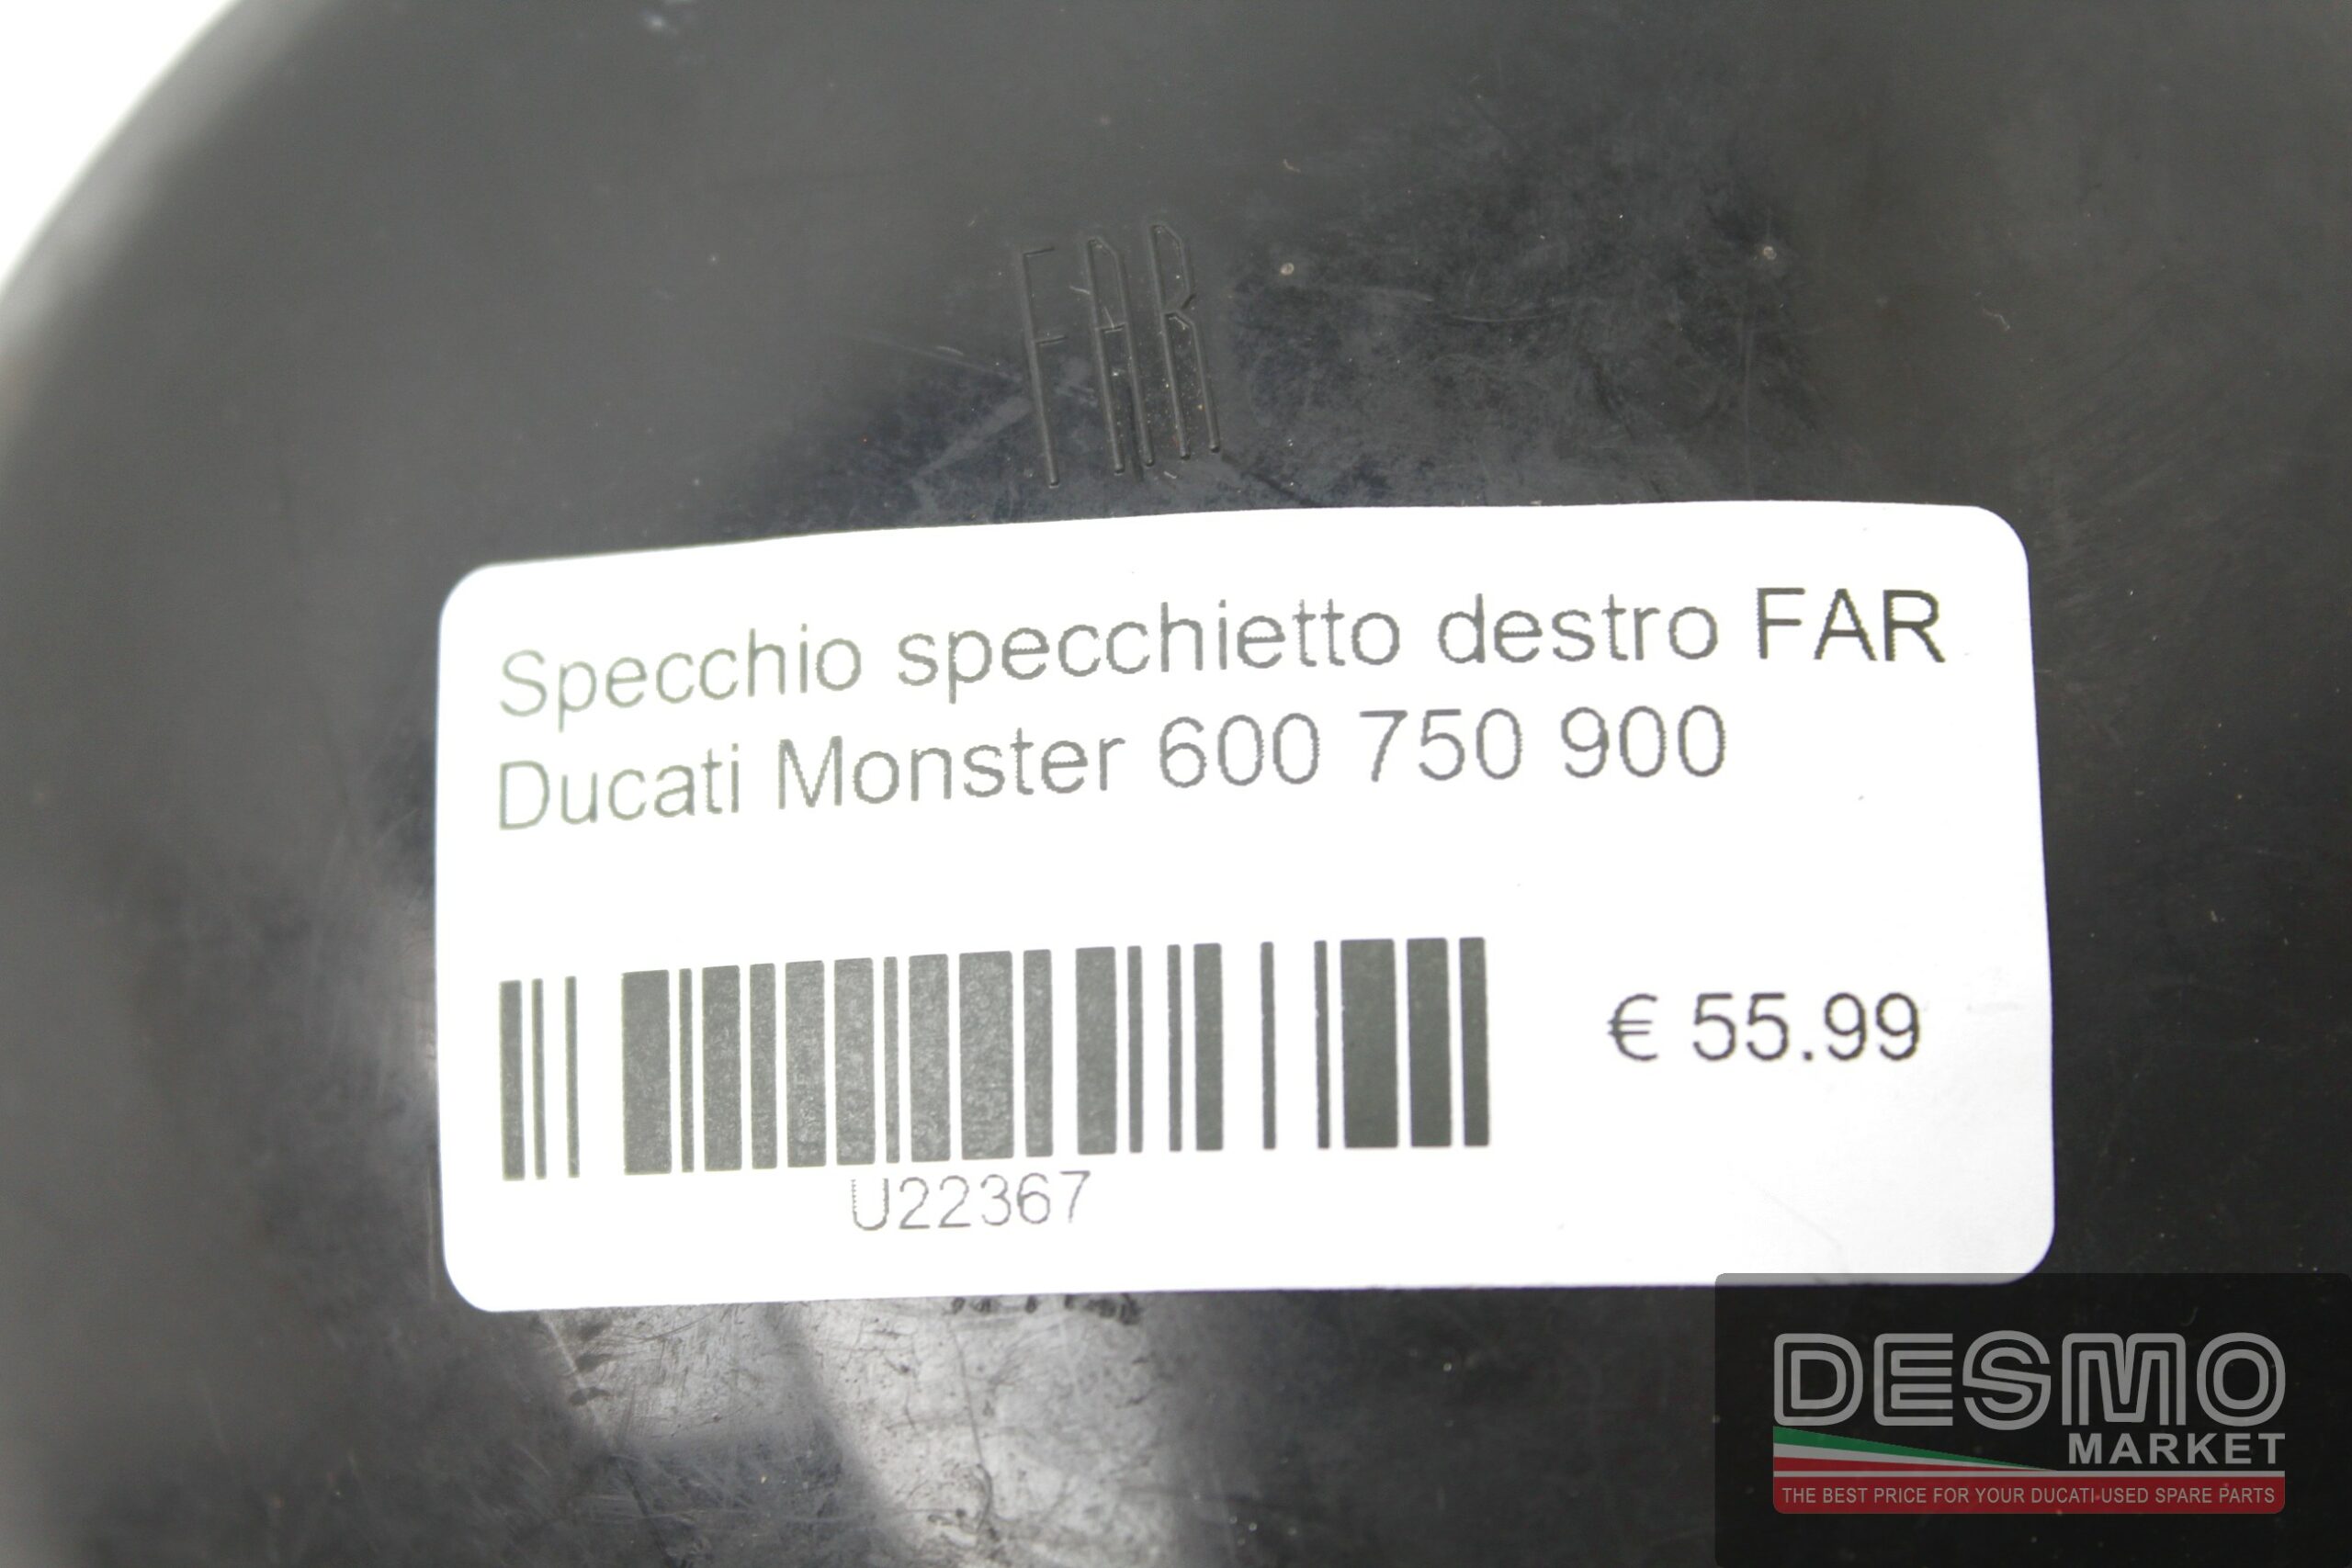 FAR
Specchio specchietto destro FAR
Ducati Monster 600 750 900
€ 55.99
U22367
DESMO
MARKET
THE BEST PRICE FOR YOUR DUCATI-USED SPARE PARTS